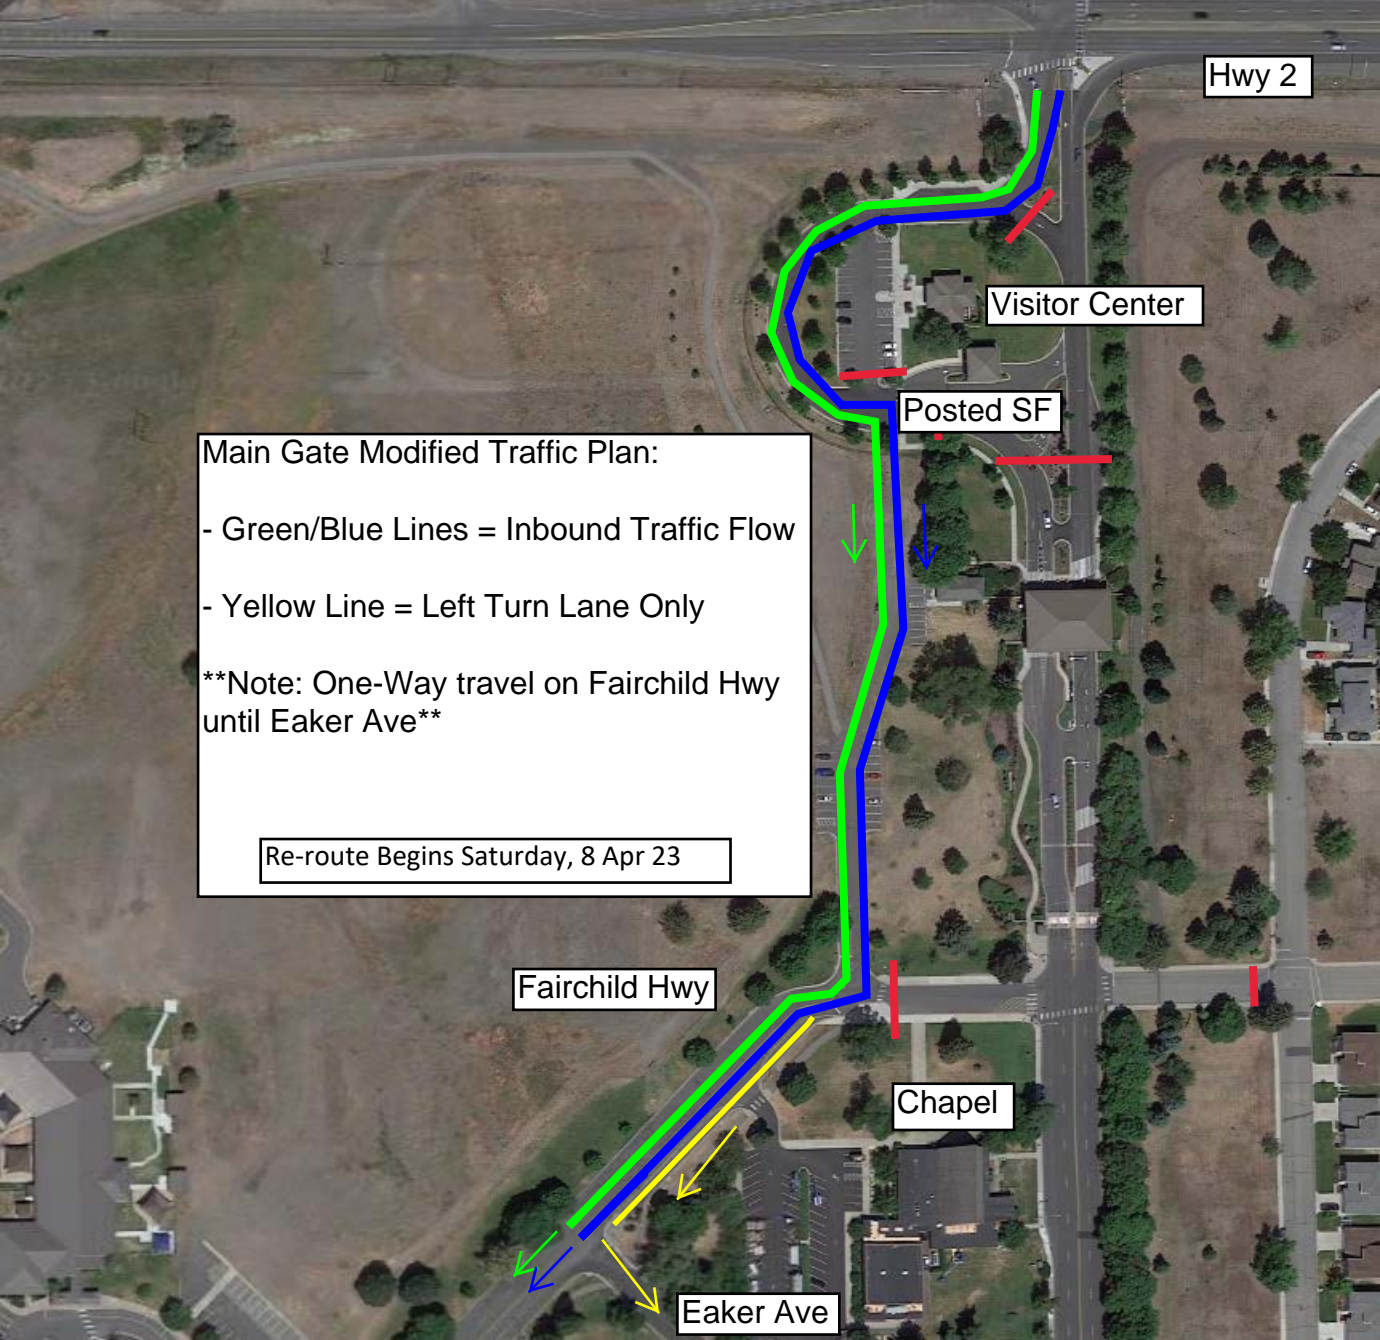 Hwy 2
Visitor Center
Posted SF
Main Gate Modified Traffic Plan:
- Green/Blue Lines = Inbound Traffic Flow
- Yellow Line = Left Turn Lane Only
**Note: One-Way travel on Fairchild Hwy
until Eaker Ave**
Re-route Begins Saturday, 8 Apr 23
Fairchild Hwy
Chapel
Eaker Ave